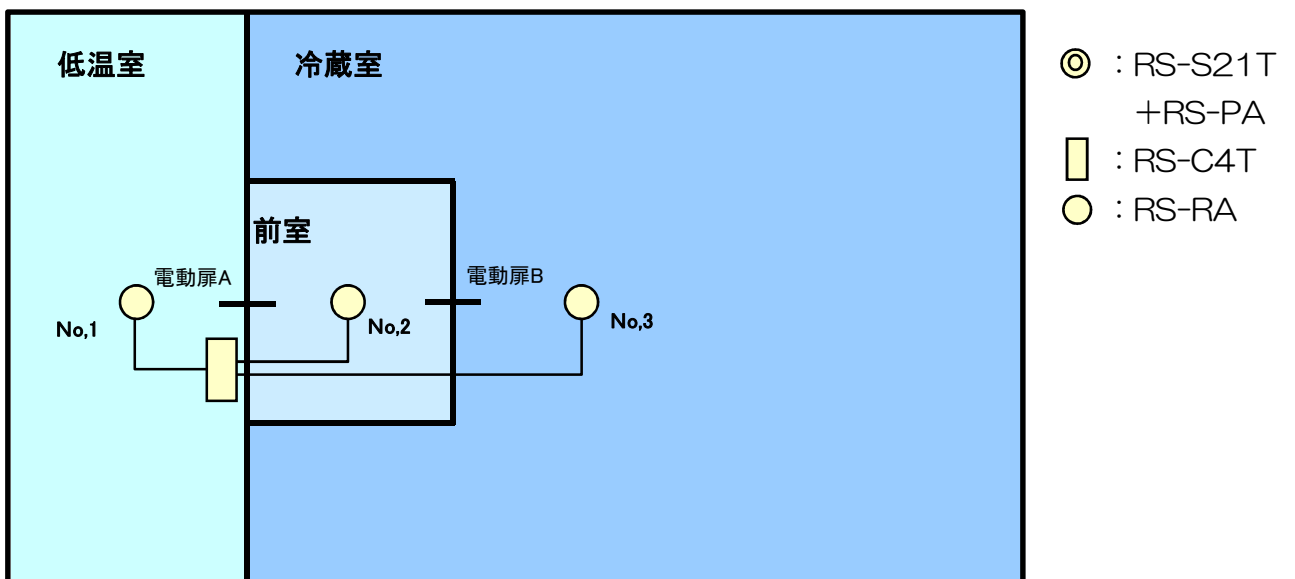 低温室
冷蔵室
前室
電動扉A
電動扉B
No,1
No,2
No,3
：RS-S21T
＋RS-PA
：RS-C4T
：RS-RA